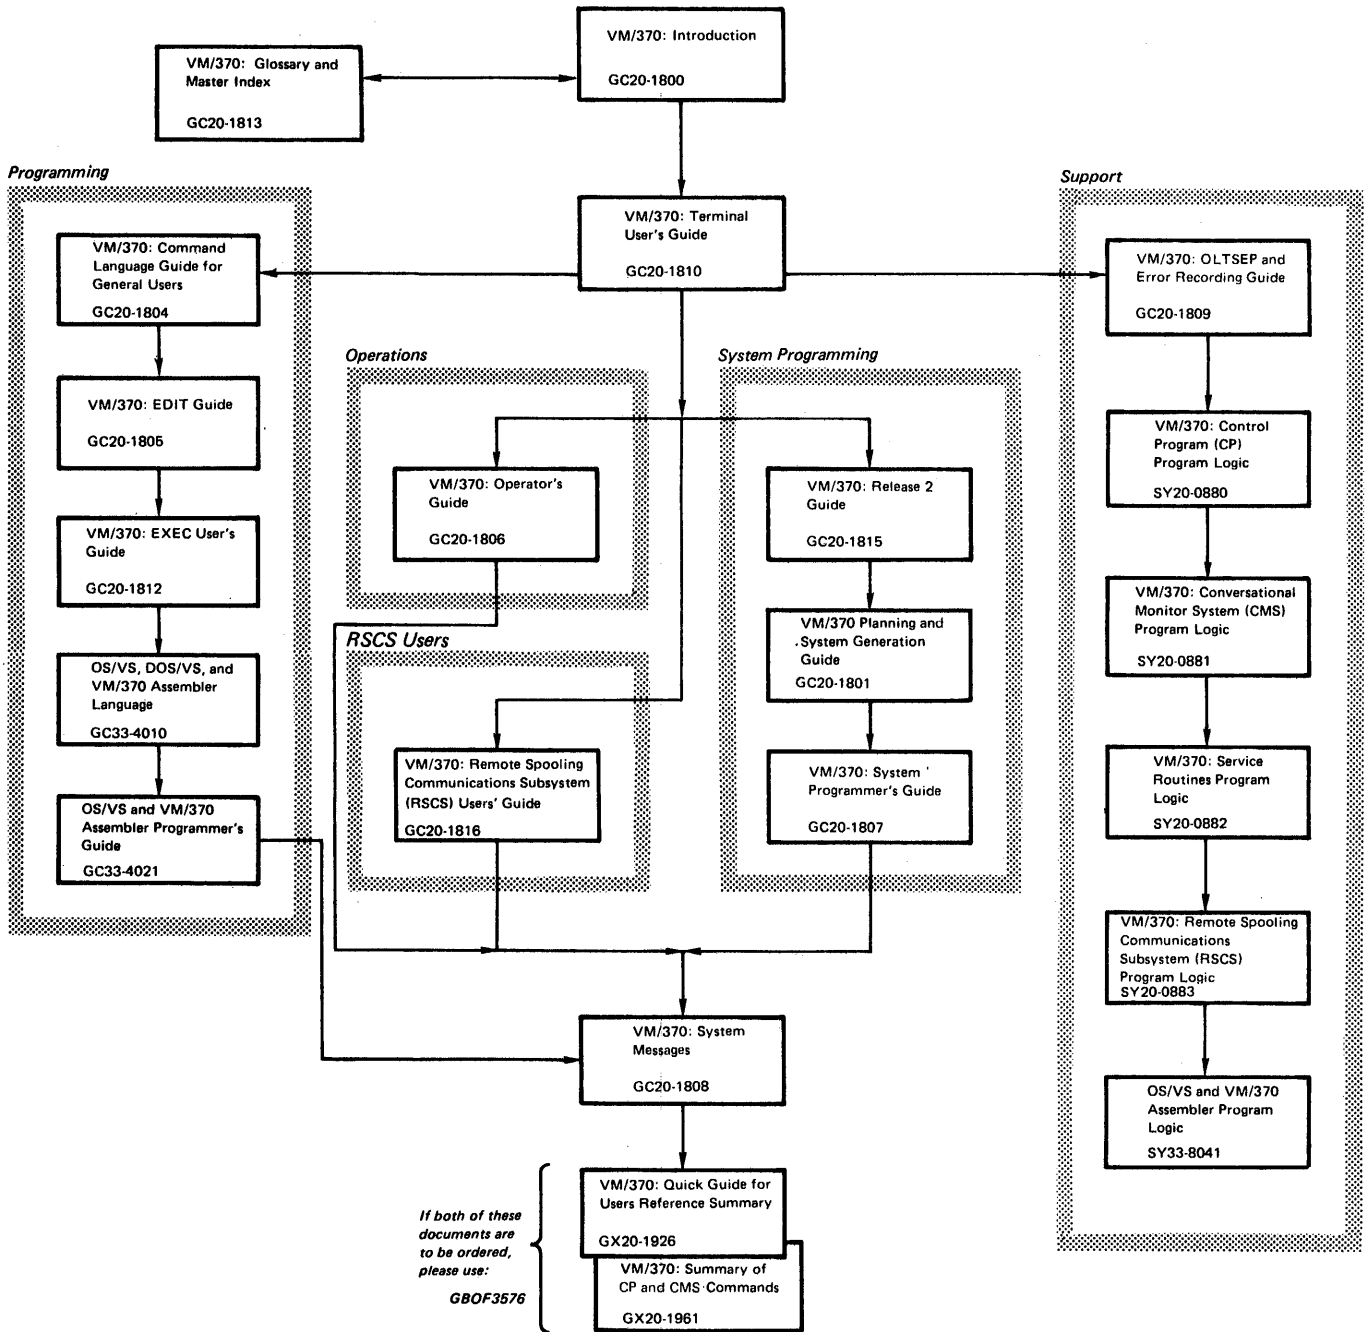 VM/370: Introduction
GC20-1800
VM/370: Glossary and
Master Index
GC20-1813
Programming
VM/370: Command
Language Guide for
General Users
GC20-1804
VM/370: EDIT Guide
GC20-1805
VM/370: EXEC User's
Guide
GC20-1812
OS/VS, DOS/VS, and
VM/370 Assembler
Language
GC33-4010
OS/VS and VM/370
Assembler Programmer's
Guide
GC33-4021
VM/370: Terminal
User's Guide
GC20-1810
Operations
VM/370: Operator's
Guide
GC20-1806
RSCS Users
VM/370: Remote Spooling
Communications Subsystem
(RSCS) Users' Guide
GC20-1816
System Programming
VM/370: Release 2
Guide
GC20-1815
VM/370 Planning and
System Generation
Guide
GC20-1801
VM/370: System
Programmer's Guide
GC20-1807
Support
VM/370: OLTSEP and
Error Recording Guide
GC20-1809
VM/370: Control
Program (CP)
Program Logic
SY20-0880
VM/370: Conversational
Monitor System (CMS)
Program Logic
SY20-0881
VM/370: Service
Routines Program
Logic
SY20-0882
VM/370: Remote Spooling
Communications
Subsystem (RSCS)
Program Logic
SY20-0883
OS/VS and VM/370
Assembler Program
Logic
SY33-8041
VM/370: System
Messages
GC20-1808
If both of these
documents are
to be ordered,
please use:
GBOF3576
VM/370: Quick Guide for
Users Reference Summary
GX20-1926
VM/370: Summary of
CP and CMS Commands
GX20-1961